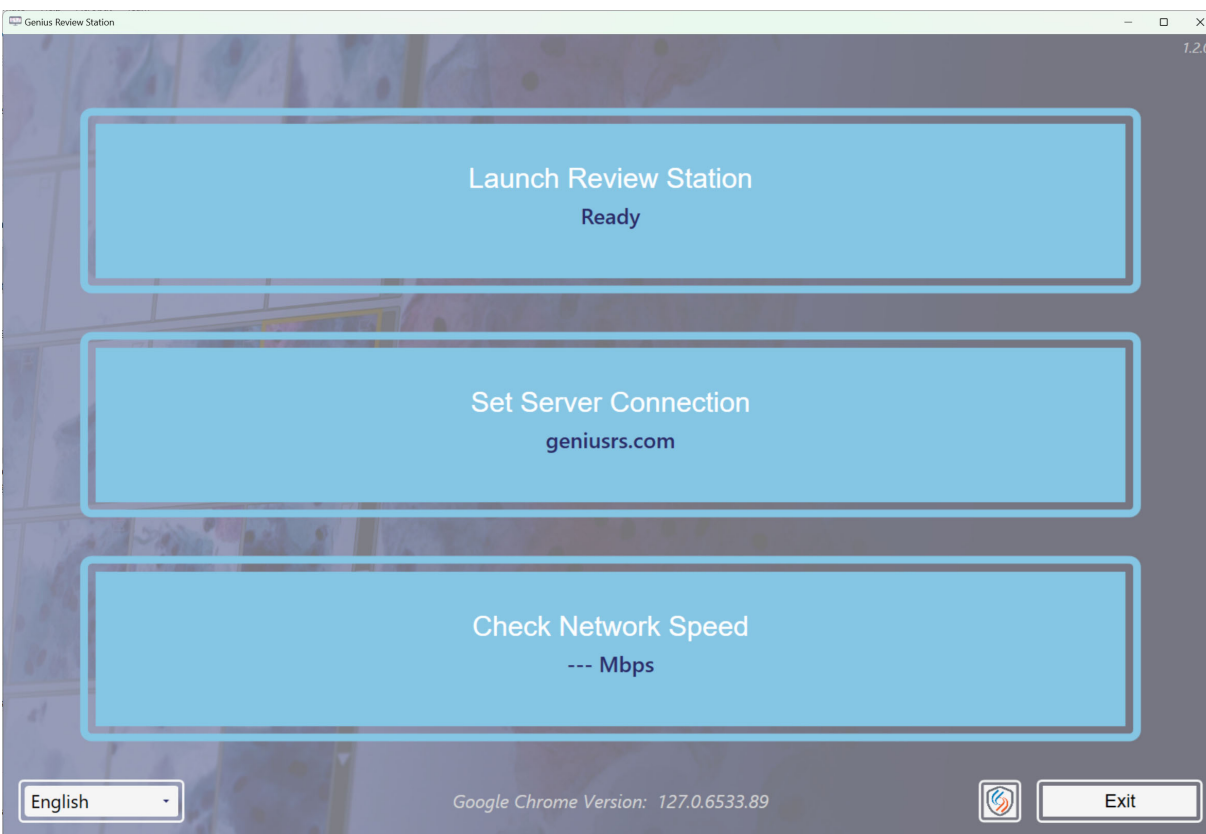 Genius Review Station
Launch Review Station
Ready
Set Server Connection
geniusrs.com
Check Network Speed
--- Mbps
English
Google Chrome Version: 127.0.6533.89
Exit